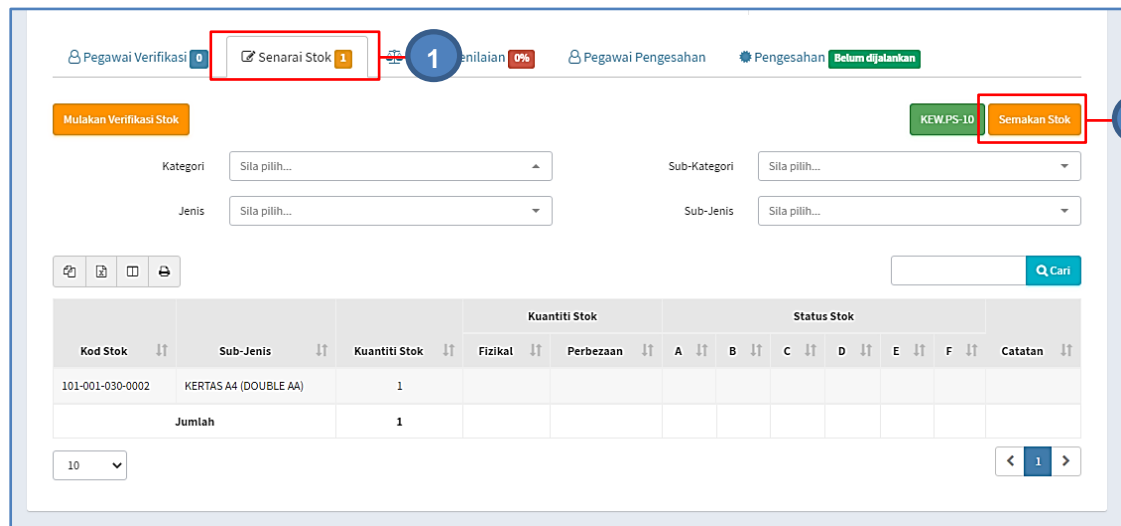 Pegawai Verifikasi 0 Senarai Stok 1 1 enilaian 0% Pegawai Pengesahan Pengesahan Belum dijalankan
Mulakan Verifikasi Stok KEW.PS-10 Semakan Stok
Kategori Sila pilih... Sub-Kategori Sila pilih...
Jenis Sila pilih... Sub-Jenis Sila pilih...
Cari
Kuantiti Stok Status Stok
Kod Stok Sub-Jenis Kuantiti Stok Fizikal Perbezaan A B C D E F Catatan
101-001-030-0002 KERTAS A4 (DOUBLE AA) 1
Jumlah 1
10 1